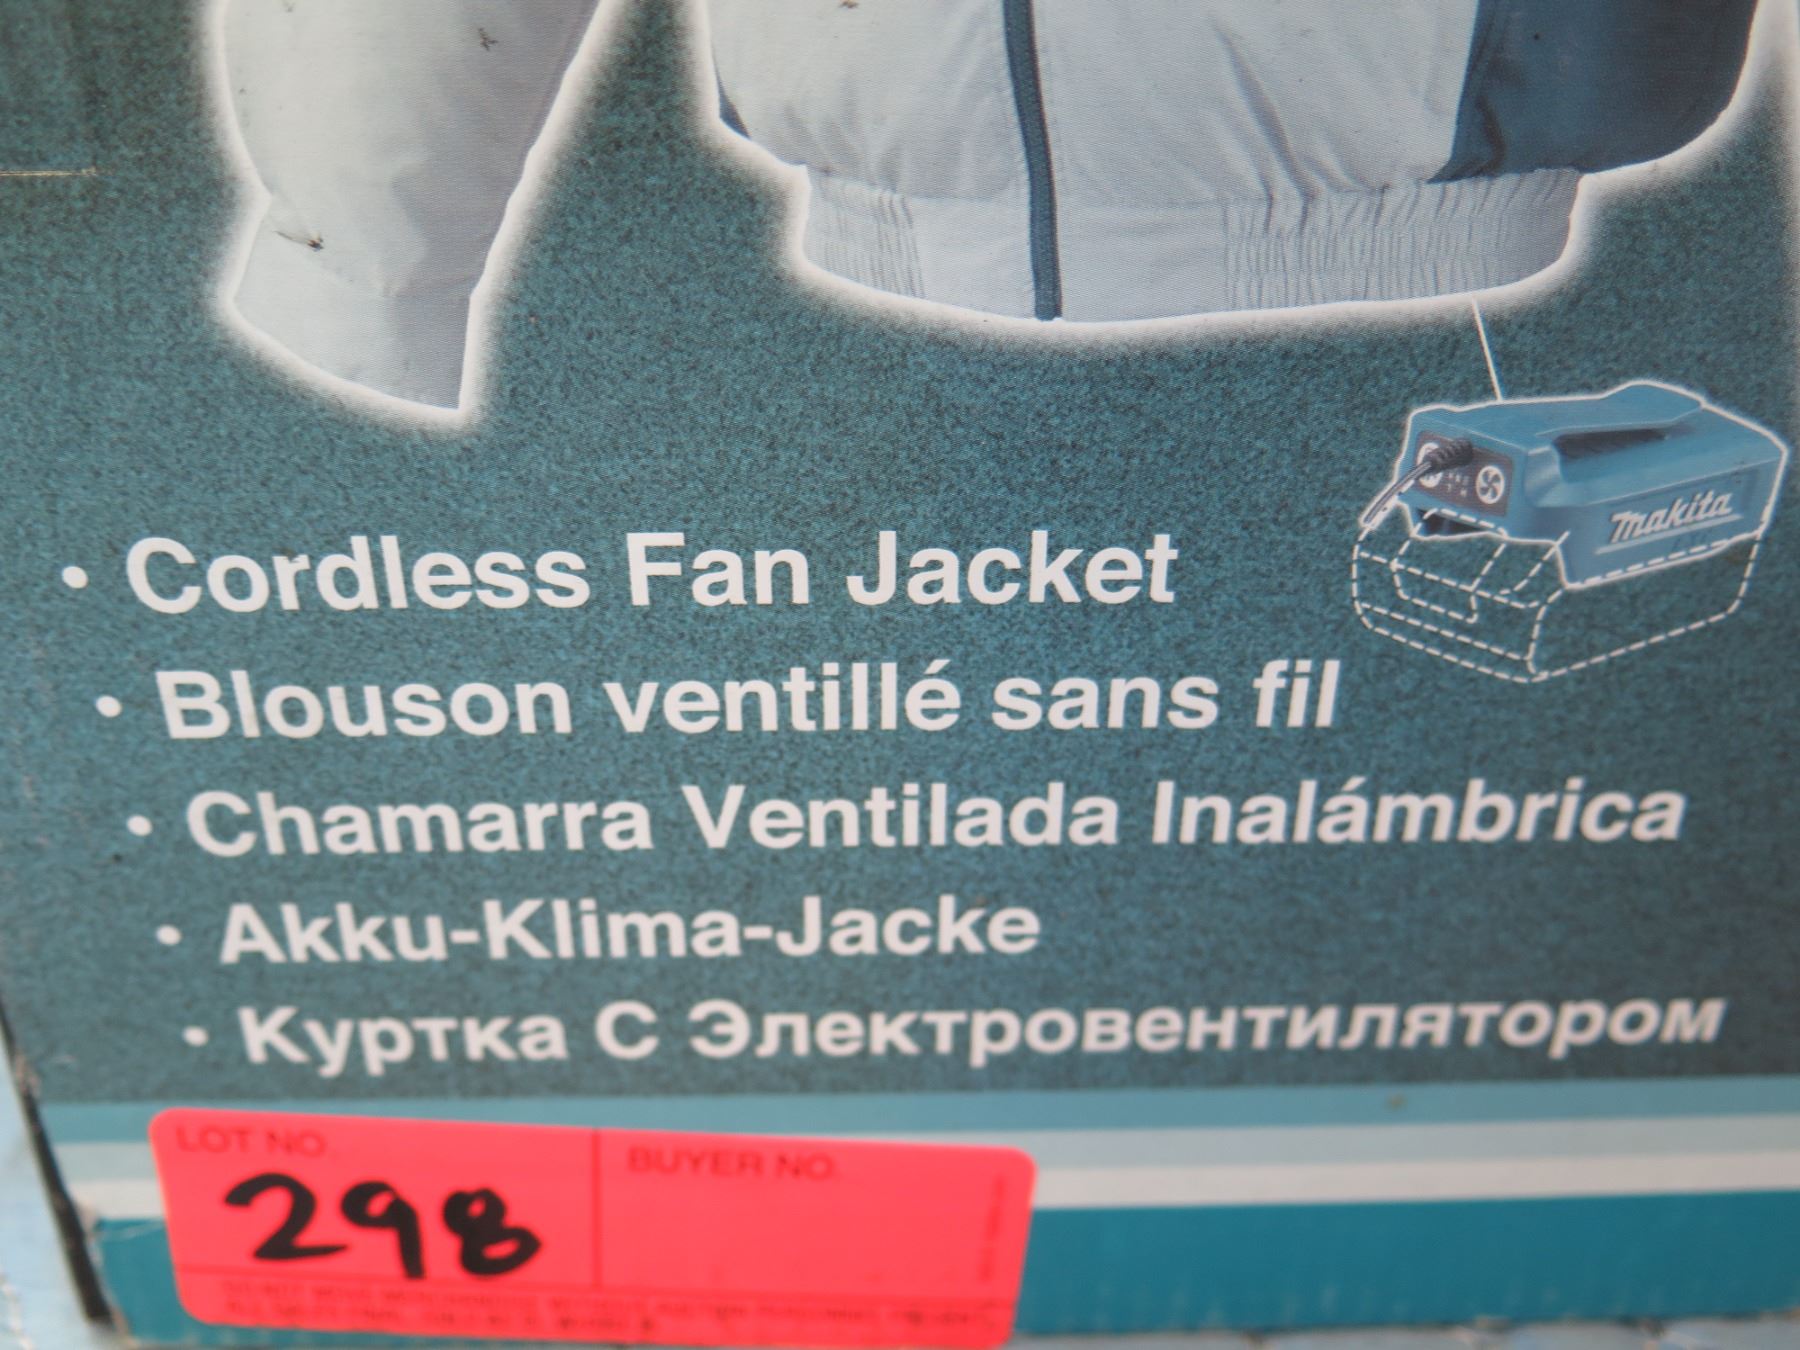 makita
• Cordless Fan Jacket
• Blouson ventillé sans fil
• Chamarra Ventilada Inalámbrica
• Akku-Klima-Jacke
• Куртка С Электровентилятором
LOT NO. BUYER NO.
298